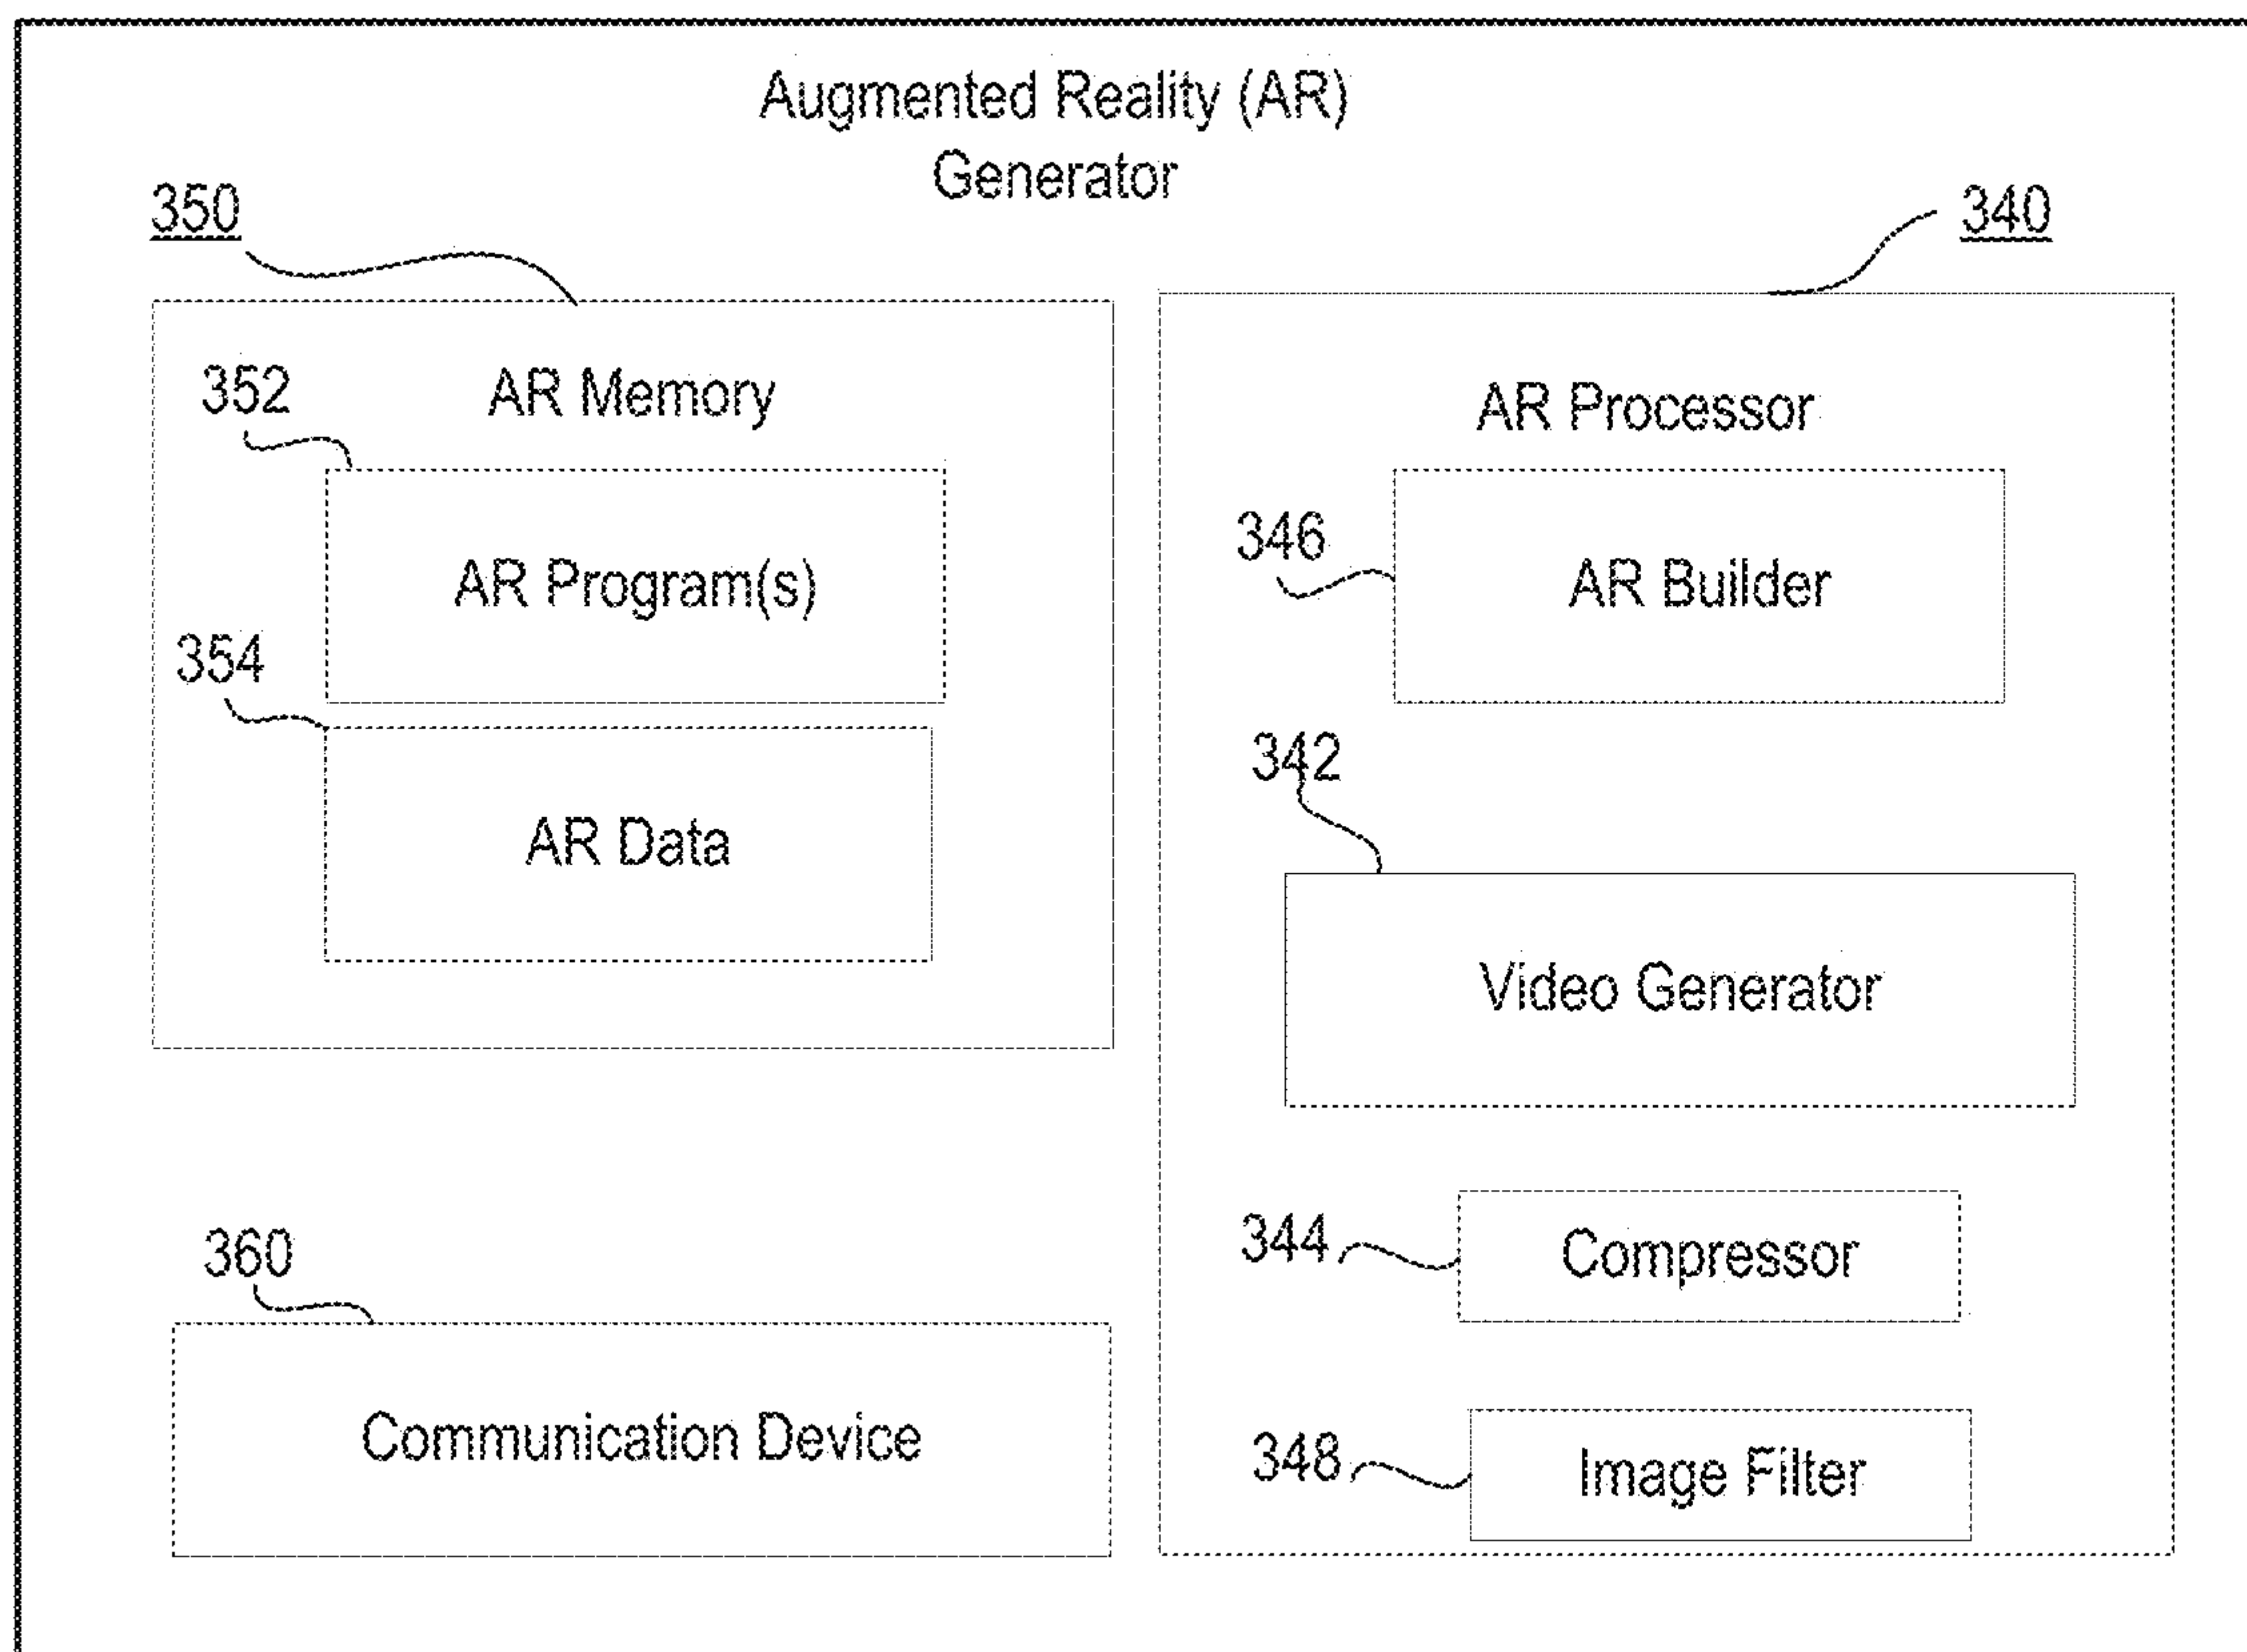 Augmented Reality (AR)
Generator
350
340
AR Memory
352
AR Program(s)
354
AR Data
AR Processor
346
AR Builder
342
Video Generator
344
Compressor
348
Image Filter
360
Communication Device